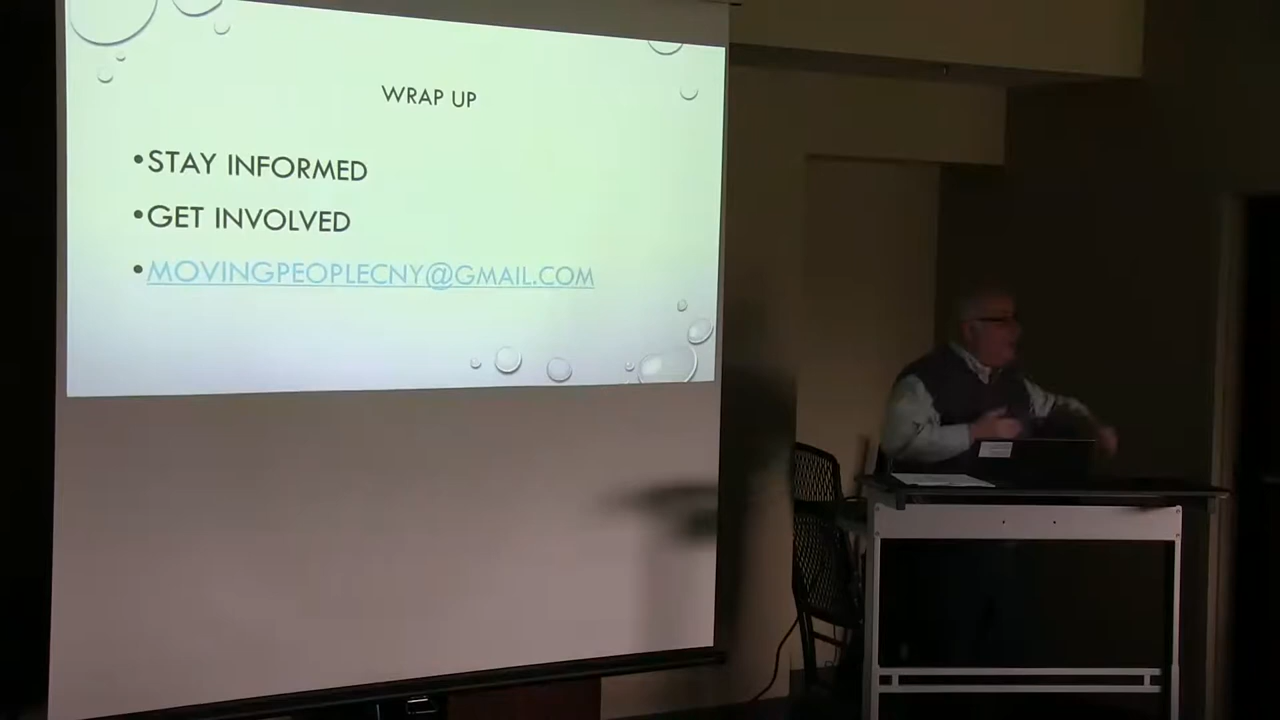 WRAP UP
•STAY INFORMED
•GET INVOLVED
•MOVINGPEOPLECNY@GMAIL.COM